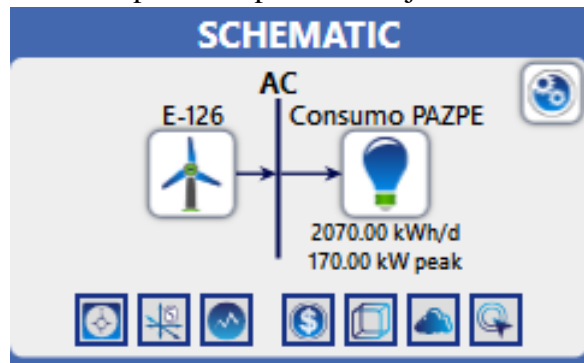 SCHEMATIC
AC
E-126
Consumo PAZPE
2070.00 kWh/d
170.00 kW peak